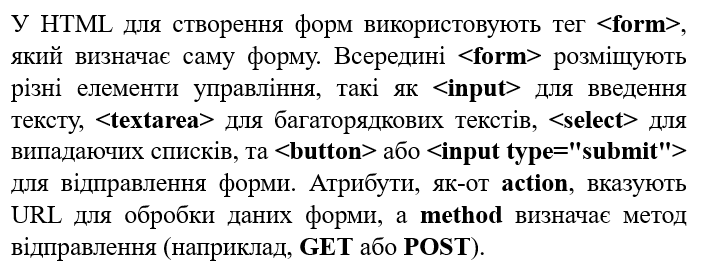 У HTML для створення форм використовують тег <form>,
який визначає саму форму. Всередині <form> розміщують
різні елементи управління, такі як <input> для введення
тексту, <textarea> для багаторядкових текстів, <select> для
випадаючих списків, та <button> або <input type="submit">
для відправлення форми. Атрибути, як-от action, вказують
URL для обробки даних форми, а method визначає метод
відправлення (наприклад, GET або POST).